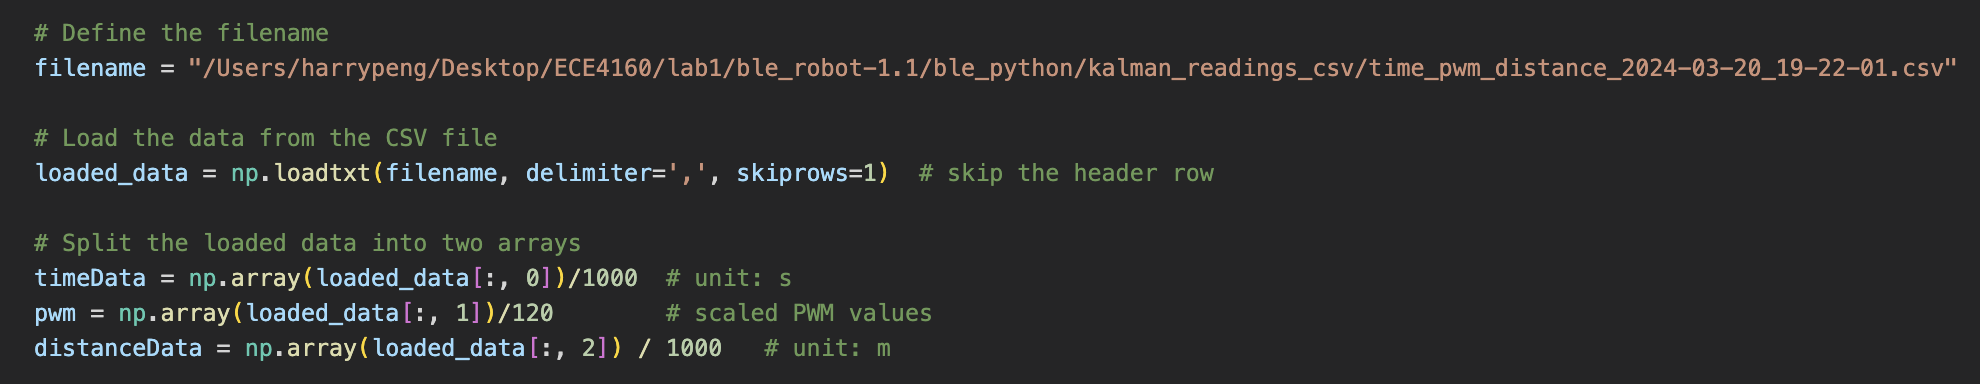 # Define the filename
filename = "/Users/harrypeng/Desktop/ECE4160/lab1/ble_robot-1.1/ble_python/kalman_readings_csv/time_pwm_distance_2024-03-20_19-22-01.csv"
# Load the data from the CSV file
loaded_data = np.loadtxt(filename, delimiter=',', skiprows=1)  # skip the header row
# Split the loaded data into two arrays
timeData = np.array(loaded_data[:, 0])/1000  # unit: s
pwm = np.array(loaded_data[:, 1])/120        # scaled PWM values
distanceData = np.array(loaded_data[:, 2]) / 1000   # unit: m